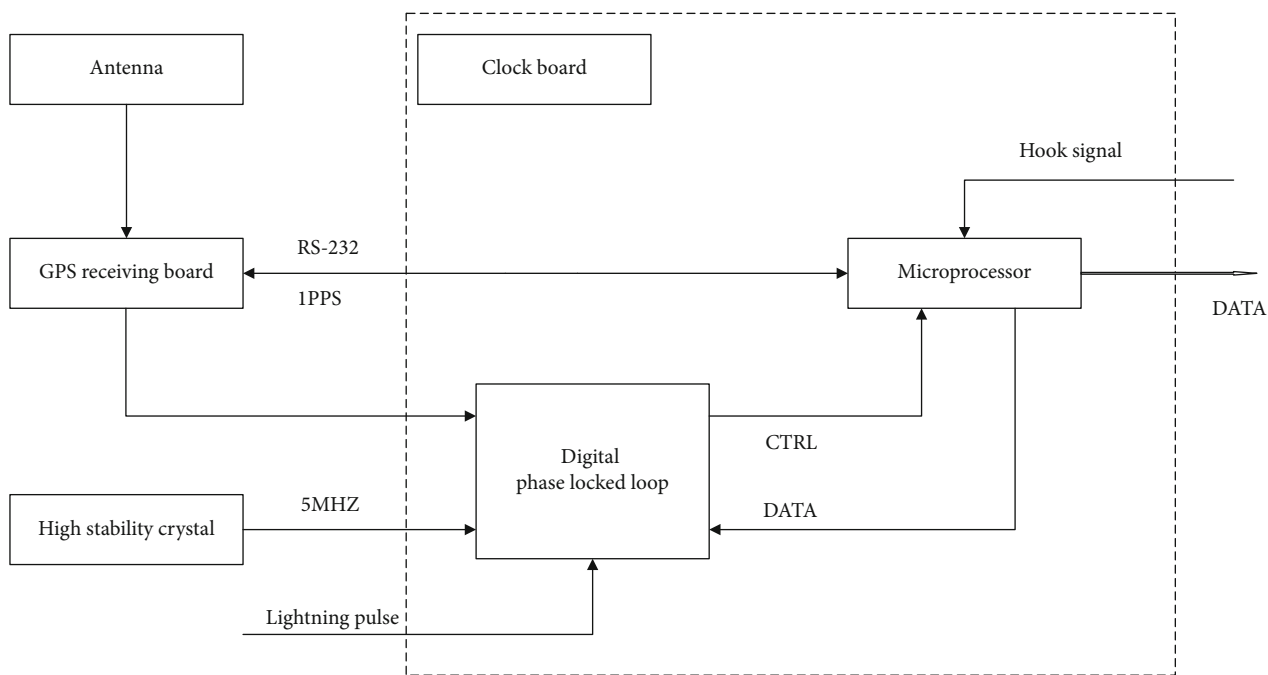 Antenna
Clock board
Hook signal
RS-232
GPS receiving board
Microprocessor
1PPS
DATA
CTRL
Digital
phase locked loop
5MHZ
DATA
High stability crystal
Lightning pulse